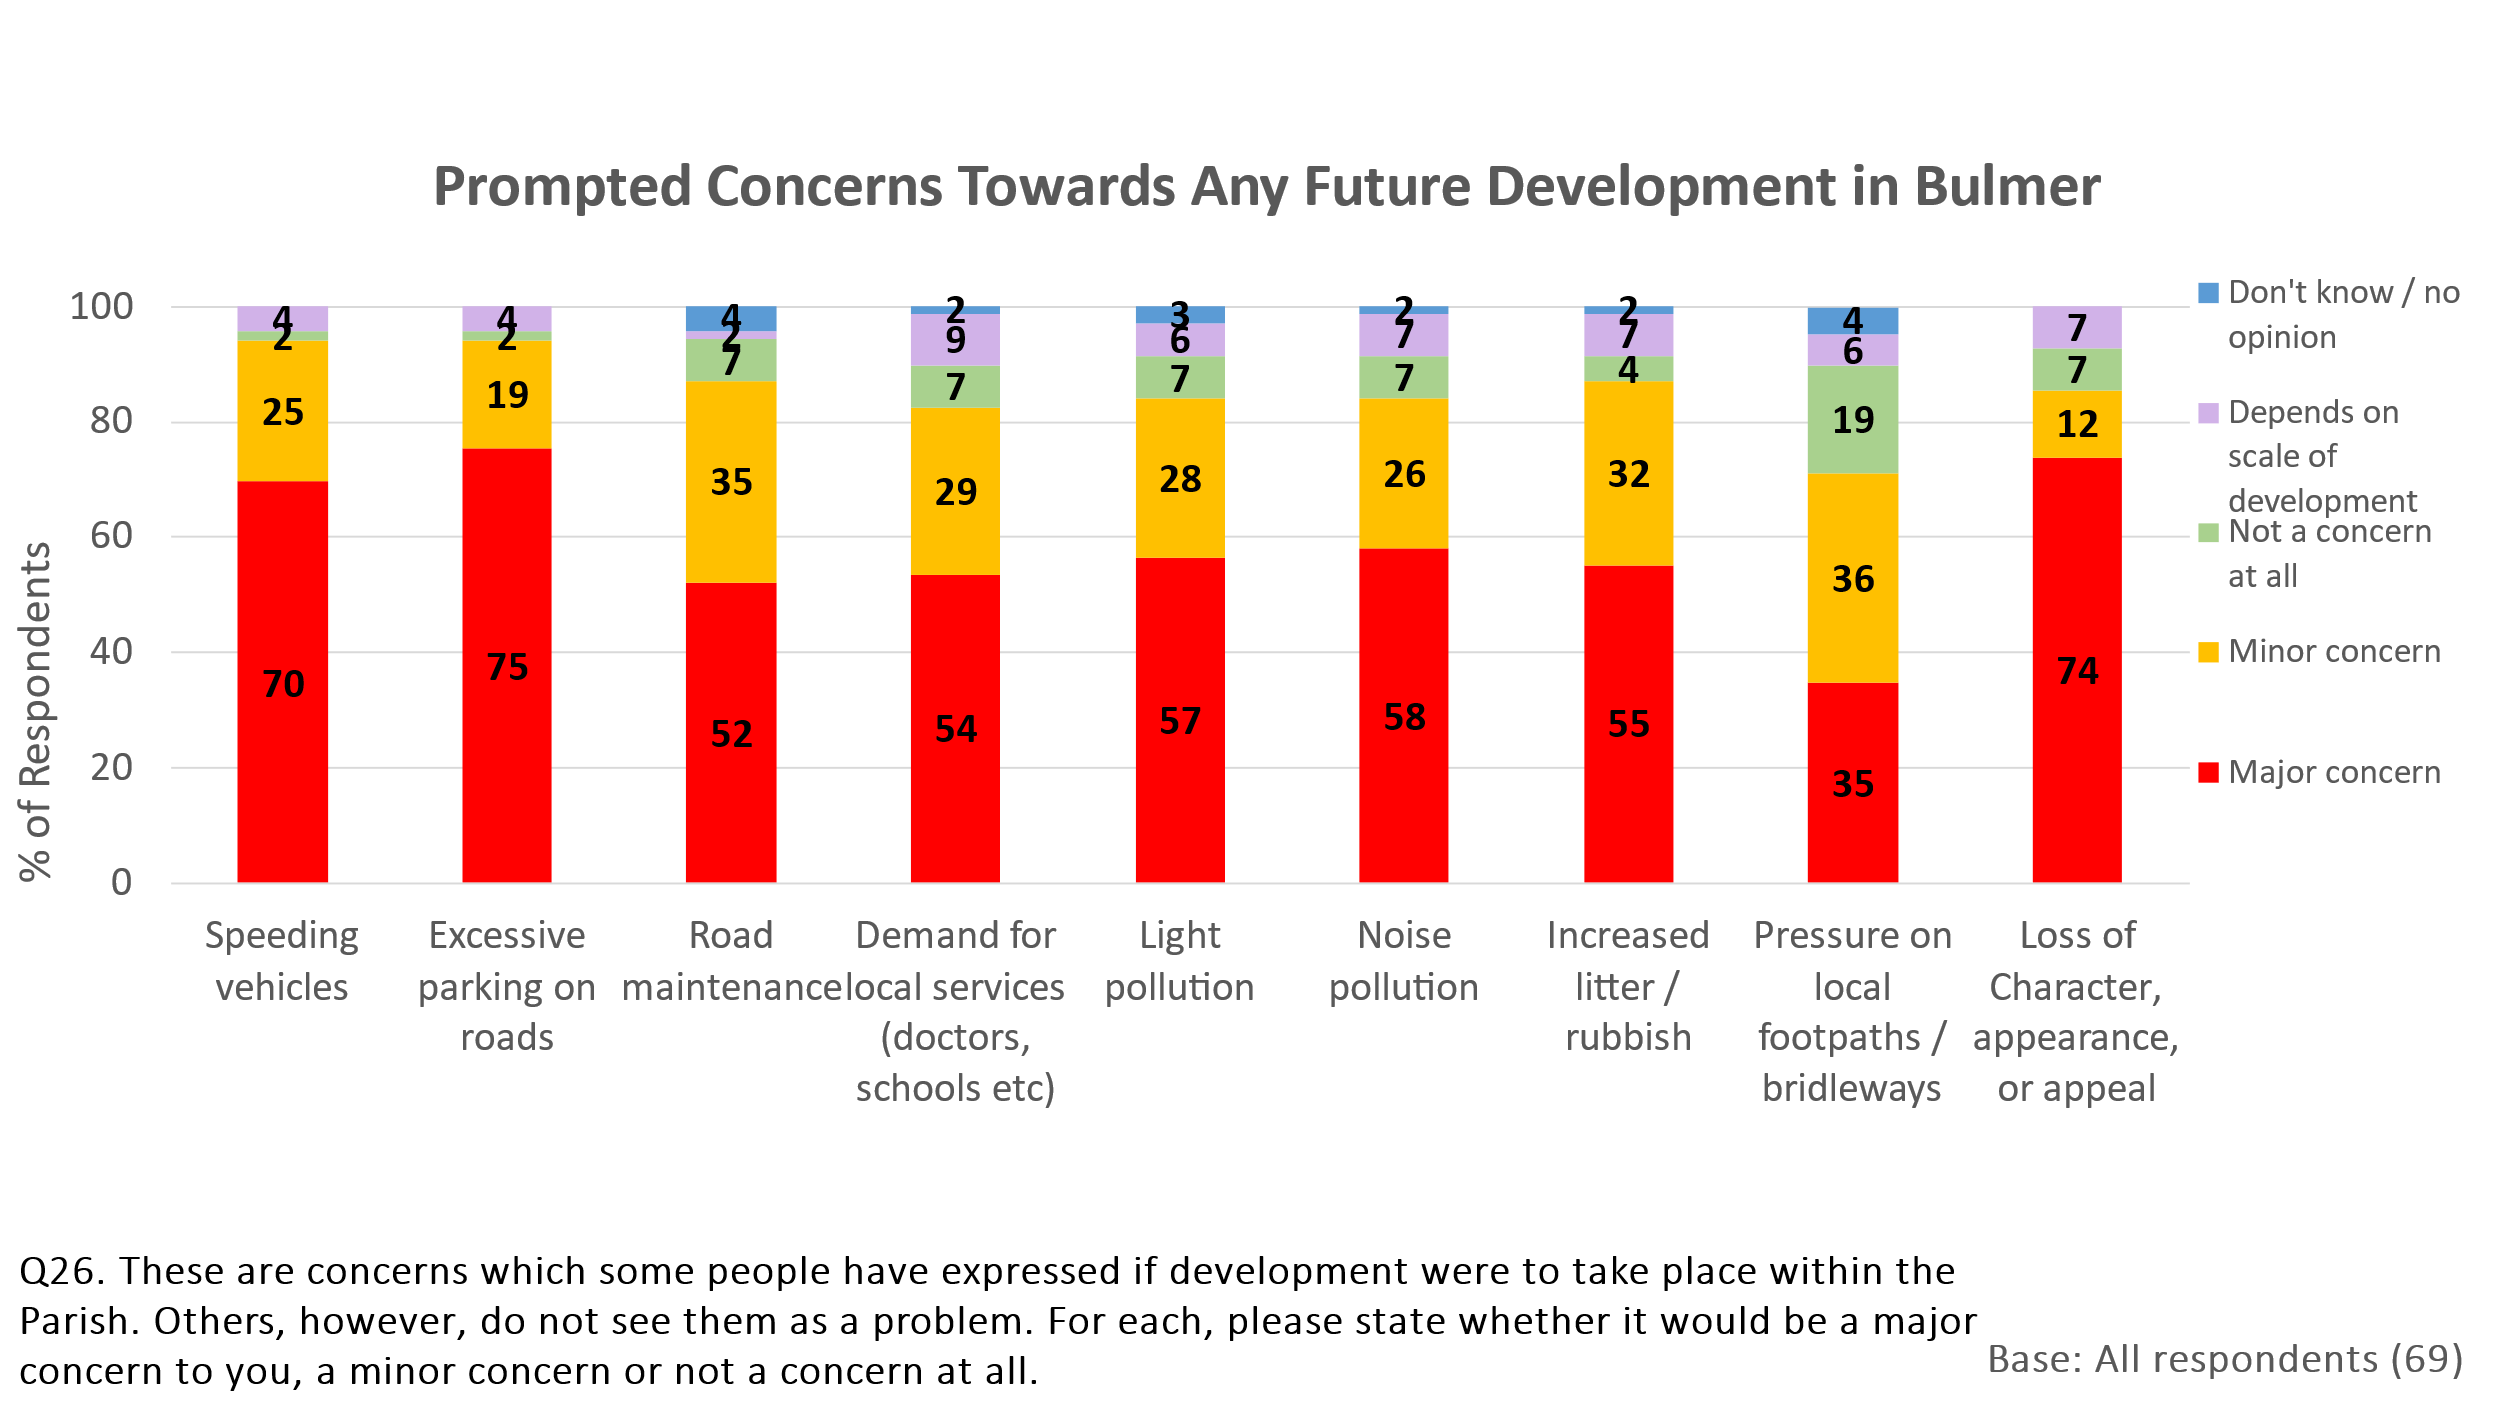 Prompted Concerns Towards Any Future Development in Bulmer
% of Respondents
100
80
60
40
20
0
4
2
25
70
4
2
19
75
4
2
7
35
52
2
9
7
29
54
3
6
7
28
57
2
7
7
26
58
2
7
4
32
55
4
6
19
36
35
7
7
12
74
Speeding
vehicles
Excessive
parking on
roads
Road
maintenance
Demand for
local services
(doctors,
schools etc)
Light
pollution
Noise
pollution
Increased
litter /
rubbish
Pressure on
local
footpaths /
bridleways
Loss of
Character,
appearance,
or appeal
Don't know / no
opinion
Depends on
scale of
development
Not a concern
at all
Minor concern
Major concern
Q26. These are concerns which some people have expressed if development were to take place within the
Parish. Others, however, do not see them as a problem. For each, please state whether it would be a major
concern to you, a minor concern or not a concern at all.
Base: All respondents (69)